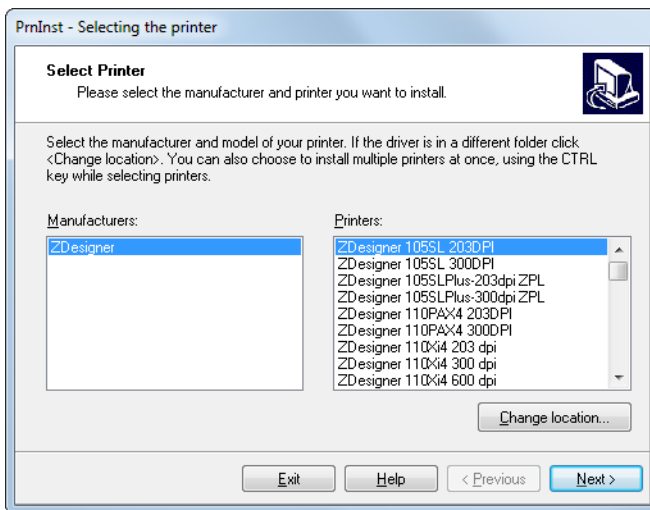 PrnInst - Selecting the printer
Select Printer
Please select the manufacturer and printer you want to install.
Select the manufacturer and model of your printer. If the driver is in a different folder click
<Change location>. You can also choose to install multiple printers at once, using the CTRL
key while selecting printers.
Manufacturers:
ZDesigner
Printers:
ZDesigner 105SL 203DPI
ZDesigner 105SL 300DPI
ZDesigner 105SLPlus-203dpi ZPL
ZDesigner 105SLPlus-300dpi ZPL
ZDesigner 110PAX4 203DPI
ZDesigner 110PAX4 300DPI
ZDesigner 110Xi4 203 dpi
ZDesigner 110Xi4 300 dpi
ZDesigner 110Xi4 600 dpi
Change location...
Exit
Help
< Previous
Next >